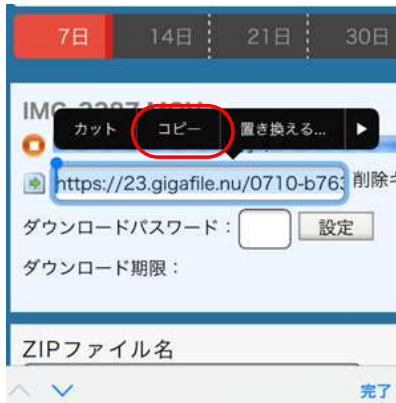 7日 14日 21日 30日
カット コピー 置き換える...
https://23.gigafile.nu/0710-b763 削除キ
ダウンロードパスワード： 設定
ダウンロード期限：
ZIPファイル名
完了